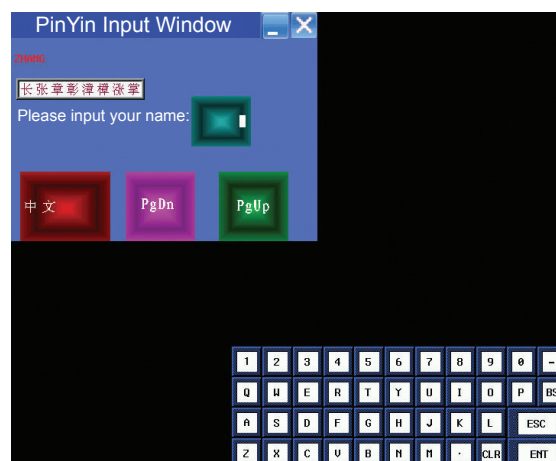 PinYin Input Window
ZHANG
长张章彰漳樟涨掌
Please input your name:
中文 PgDn PgUp
1 2 3 4 5 6 7 8 9 0 -
Q W E R T Y U I O P BS
A S D F G H J K L ESC
Z X C V B N M . CLR ENT